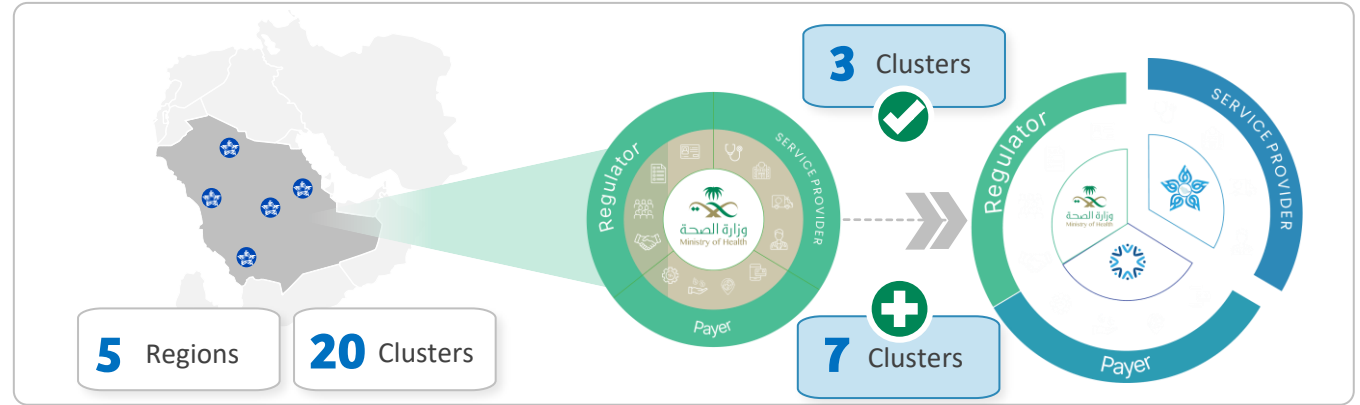 5 Regions
20 Clusters
Regulator
SERVICE PROVIDER
Payer
وزارة الصحة
Ministry of Health
3 Clusters
7 Clusters
Regulator
SERVICE PROVIDER
Payer
وزارة الصحة
Ministry of Health